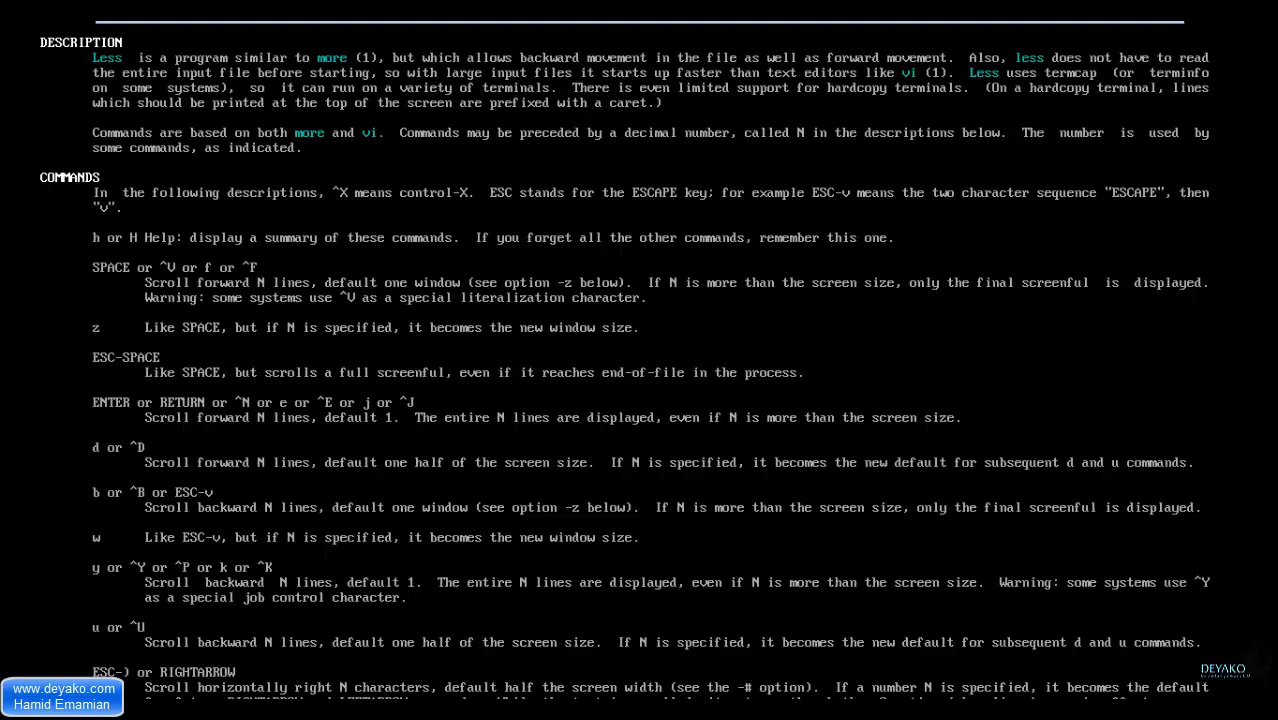 DESCRIPTION
Less is a program similar to more (1), but which allows backward movement in the file as well as forward movement. Also, less does not have to read
the entire input file before starting, so with large input files it starts up faster than text editors like vi (1). Less uses termcap (or terminfo
on some systems), so it can run on a variety of terminals. There is even limited support for hardcopy terminals. (On a hardcopy terminal, lines
which should be printed at the top of the screen are prefixed with a caret.)
Commands are based on both more and vi. Commands may be preceded by a decimal number, called N in the descriptions below. The number is used by
some commands, as indicated.
COMMANDS
In the following descriptions, ^X means control-X. ESC stands for the ESCAPE key; for example ESC-v means the two character sequence "ESCAPE", then
"v".
h or H Help: display a summary of these commands. If you forget all the other commands, remember this one.
SPACE or ^V or f or ^F
Scroll forward N lines, default one window (see option -z below). If N is more than the screen size, only the final screenful is displayed.
Warning: some systems use ^V as a special literalization character.
z Like SPACE, but if N is specified, it becomes the new window size.
ESC-SPACE
Like SPACE, but scrolls a full screenful, even if it reaches end-of-file in the process.
ENTER or RETURN or ^N or e or ^E or j or ^J
Scroll forward N lines, default 1. The entire N lines are displayed, even if N is more than the screen size.
d or ^D
Scroll forward N lines, default one half of the screen size. If N is specified, it becomes the new default for subsequent d and u commands.
b or ^B or ESC-v
Scroll backward N lines, default one window (see option -z below). If N is more than the screen size, only the final screenful is displayed.
w Like ESC-v, but if N is specified, it becomes the new window size.
y or ^Y or ^P or k or ^K
Scroll backward N lines, default 1. The entire N lines are displayed, even if N is more than the screen size. Warning: some systems use ^Y
as a special job control character.
u or ^U
Scroll backward N lines, default one half of the screen size. If N is specified, it becomes the new default for subsequent d and u commands.
ESC-) or RIGHTARROW
Scroll horizontally right N characters, default half the screen width (see the -# option). If a number N is specified, it becomes the default
www.deyako.com
Hamid Emamian
DEYAKO